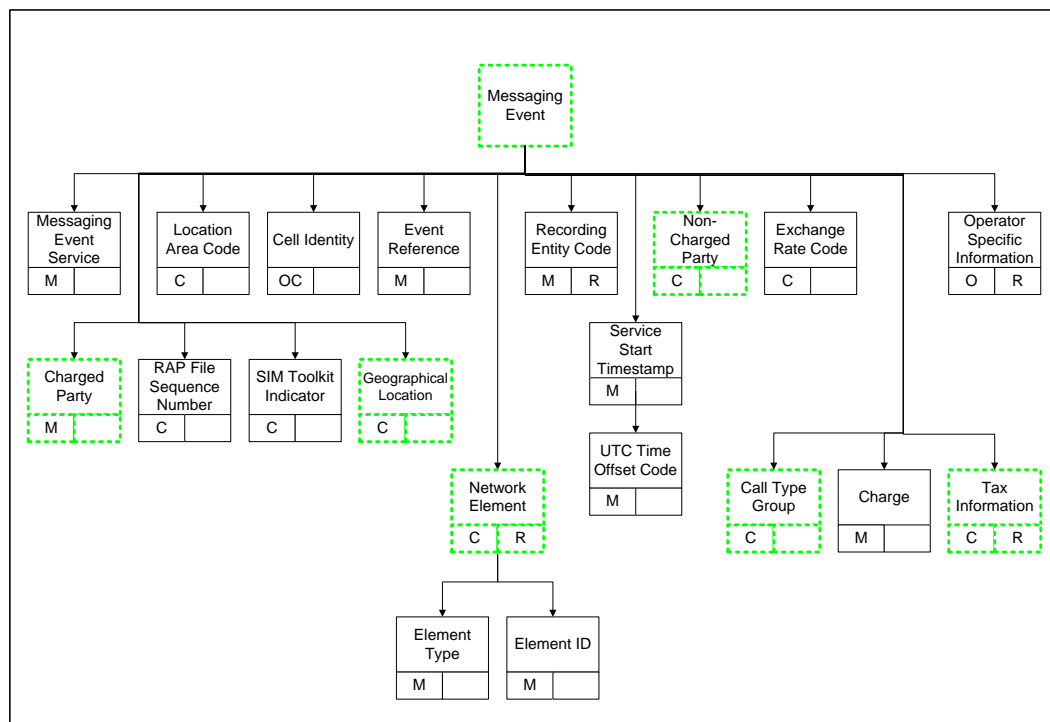 Messaging
Event
Messaging
Event
Service
M
Location
Area Code
C
Cell Identity
OC
Event
Reference
M
Recording
Entity Code
M R
Non-
Charged
Party
C
Exchange
Rate Code
C
Operator
Specific
Information
O R
Service
Start
Timestamp
M
Charged
Party
M
RAP File
Sequence
Number
C
SIM Toolkit
Indicator
C
Geographical
Location
C
UTC Time
Offset Code
M
Network
Element
C R
Call Type
Group
C
Charge
M
Tax
Information
C R
Element
Type
M
Element ID
M